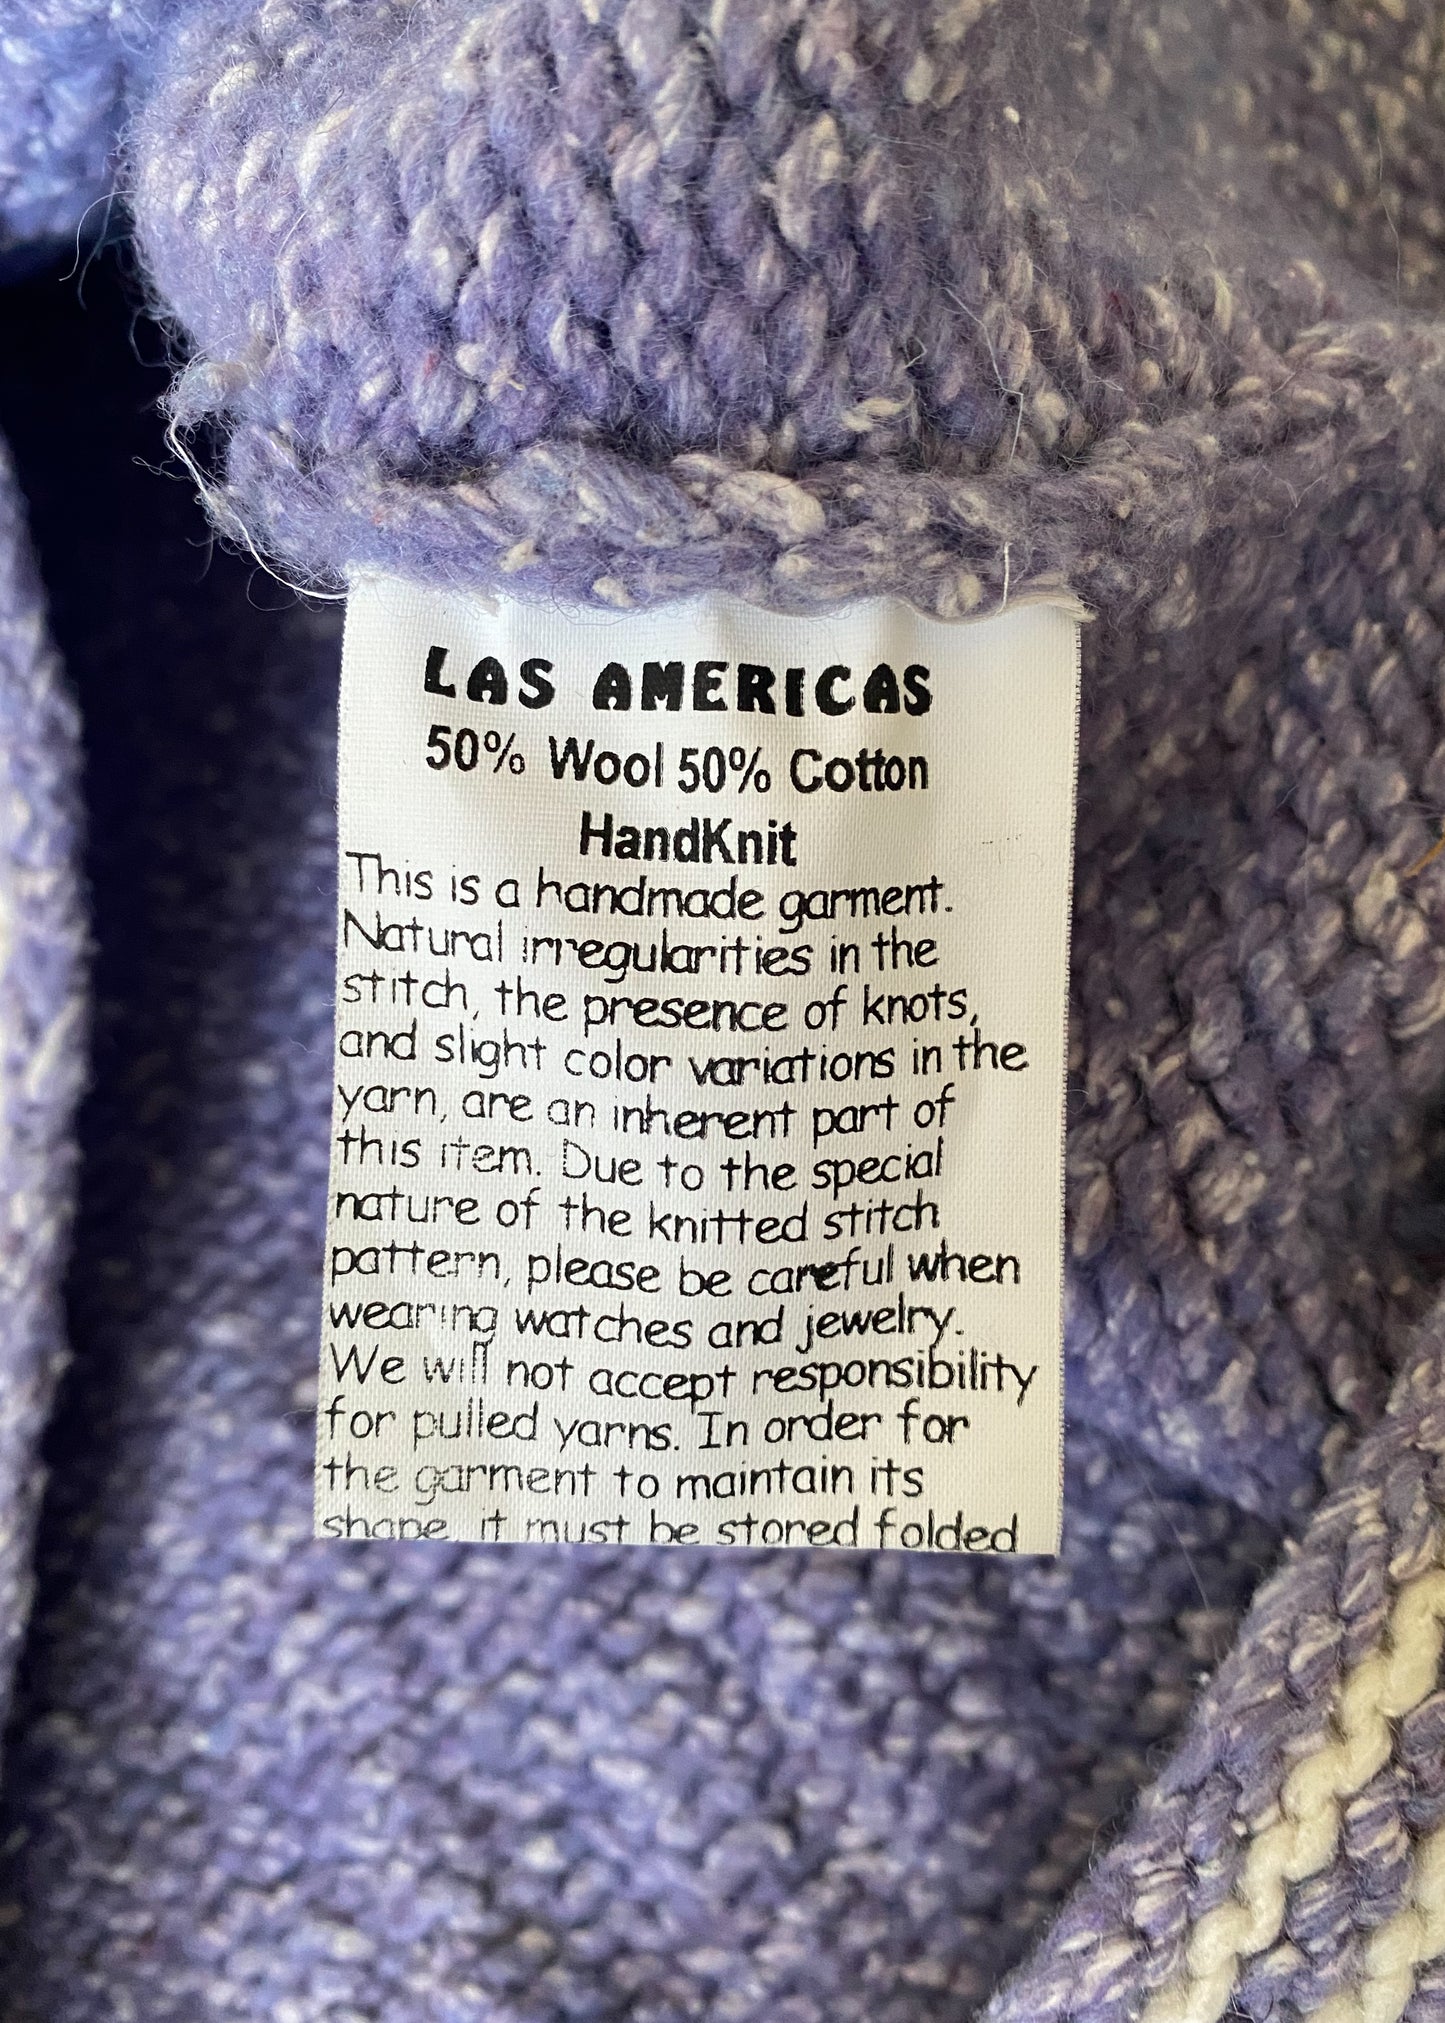 LAS AMERICAS
50% Wool 50% Cotton
HandKnit
This is a handmade garment.
Natural irregularities in the
stitch, the presence of knots,
and slight color variations in the
yarn, are an inherent part of
this item. Due to the special
nature of the knitted stitch
pattern, please be careful when
wearing watches and jewelry.
We will not accept responsibility
for pulled yarns. In order for
the garment to maintain its
shape, it must be stored folded